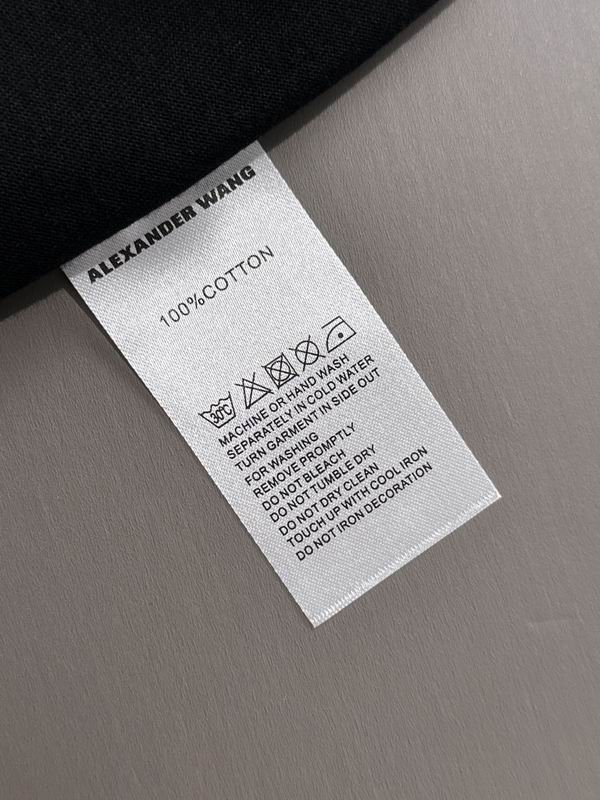 ALEXANDER WANG
100%COTTON
30°C
MACHINE OR HAND WASH
SEPARATELY IN COLD WATER
TURN GARMENT IN SIDE OUT
FOR WASHING
REMOVE PROMPTLY
DO NOT BLEACH
DO NOT TUMBLE DRY
DO NOT DRY CLEAN
TOUCH UP WITH COOL IRON
DO NOT IRON DECORATION